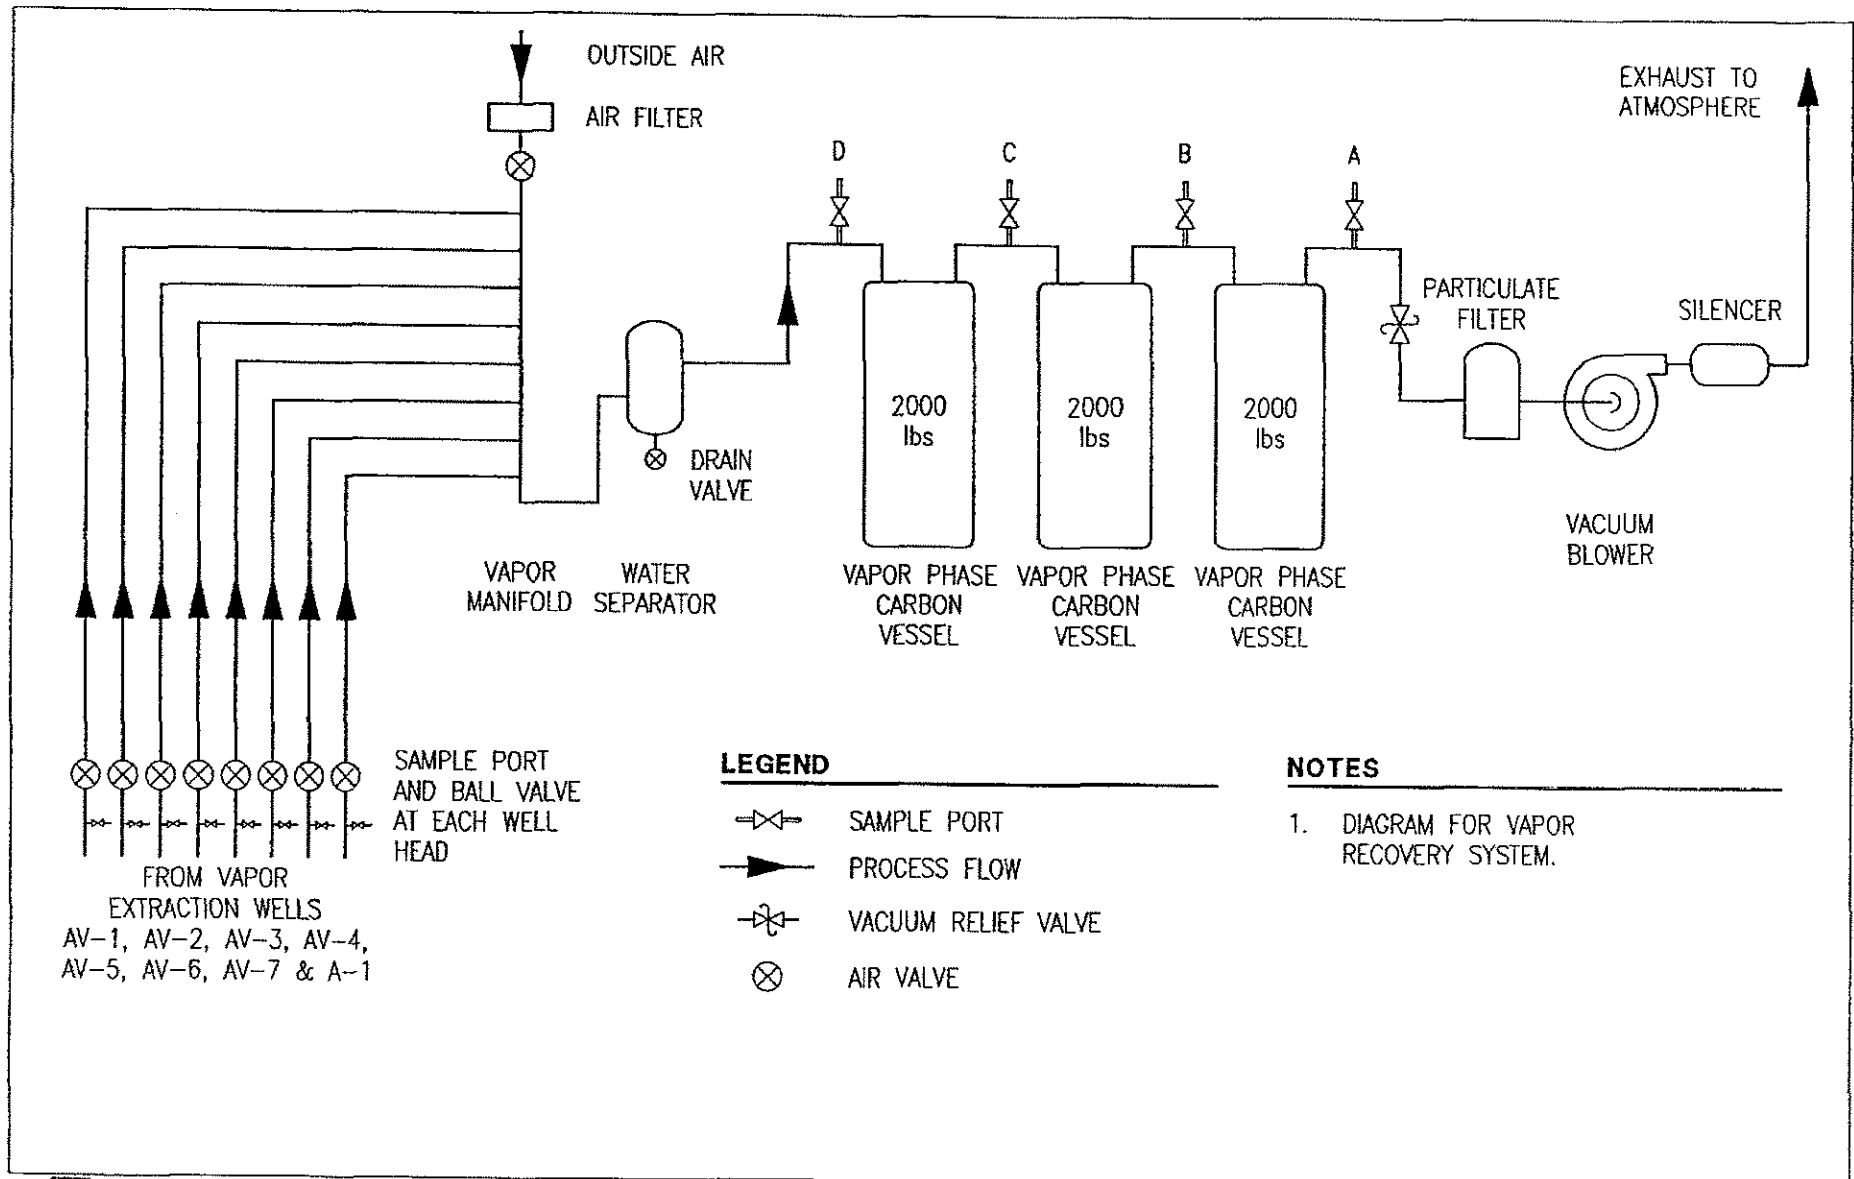 OUTSIDE AIR
AIR FILTER
EXHAUST TO
ATMOSPHERE
D
C
B
A
PARTICULATE
FILTER
SILENCER
2000
lbs
2000
lbs
2000
lbs
DRAIN
VALVE
VACUUM
BLOWER
VAPOR
MANIFOLD
WATER
SEPARATOR
VAPOR PHASE
CARBON
VESSEL
VAPOR PHASE
CARBON
VESSEL
VAPOR PHASE
CARBON
VESSEL
SAMPLE PORT
AND BALL VALVE
AT EACH WELL
HEAD
FROM VAPOR
EXTRACTION WELLS
AV-1, AV-2, AV-3, AV-4,
AV-5, AV-6, AV-7 & A-1
LEGEND
SAMPLE PORT
PROCESS FLOW
VACUUM RELIEF VALVE
AIR VALVE
NOTES
1. DIAGRAM FOR VAPOR
RECOVERY SYSTEM.